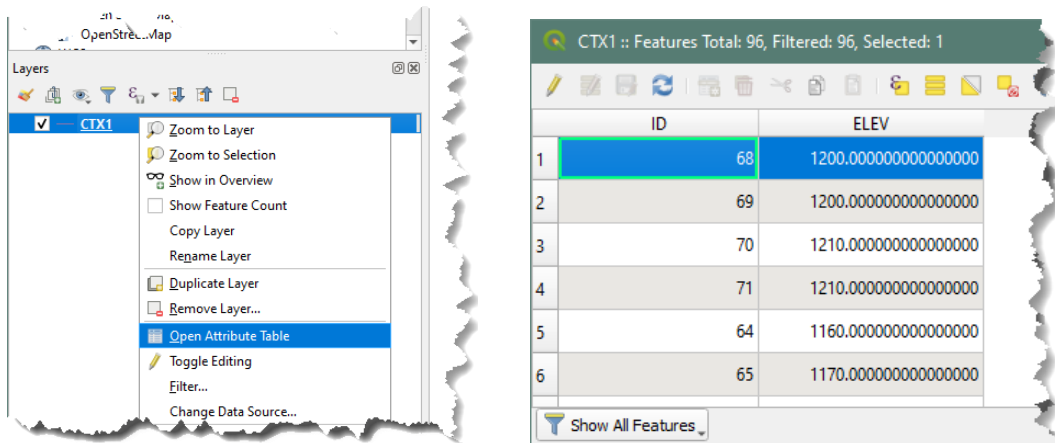 OpenStreetMap
Layers
CTX1
Zoom to Layer
Zoom to Selection
Show in Overview
Show Feature Count
Copy Layer
Rename Layer
Duplicate Layer
Remove Layer...
Open Attribute Table
Toggle Editing
Filter...
Change Data Source...
CTX1 :: Features Total: 96, Filtered: 96, Selected: 1
ID ELEV
1 68 1200.000000000000000
2 69 1200.000000000000000
3 70 1210.000000000000000
4 71 1210.000000000000000
5 64 1160.000000000000000
6 65 1170.000000000000000
Show All Features